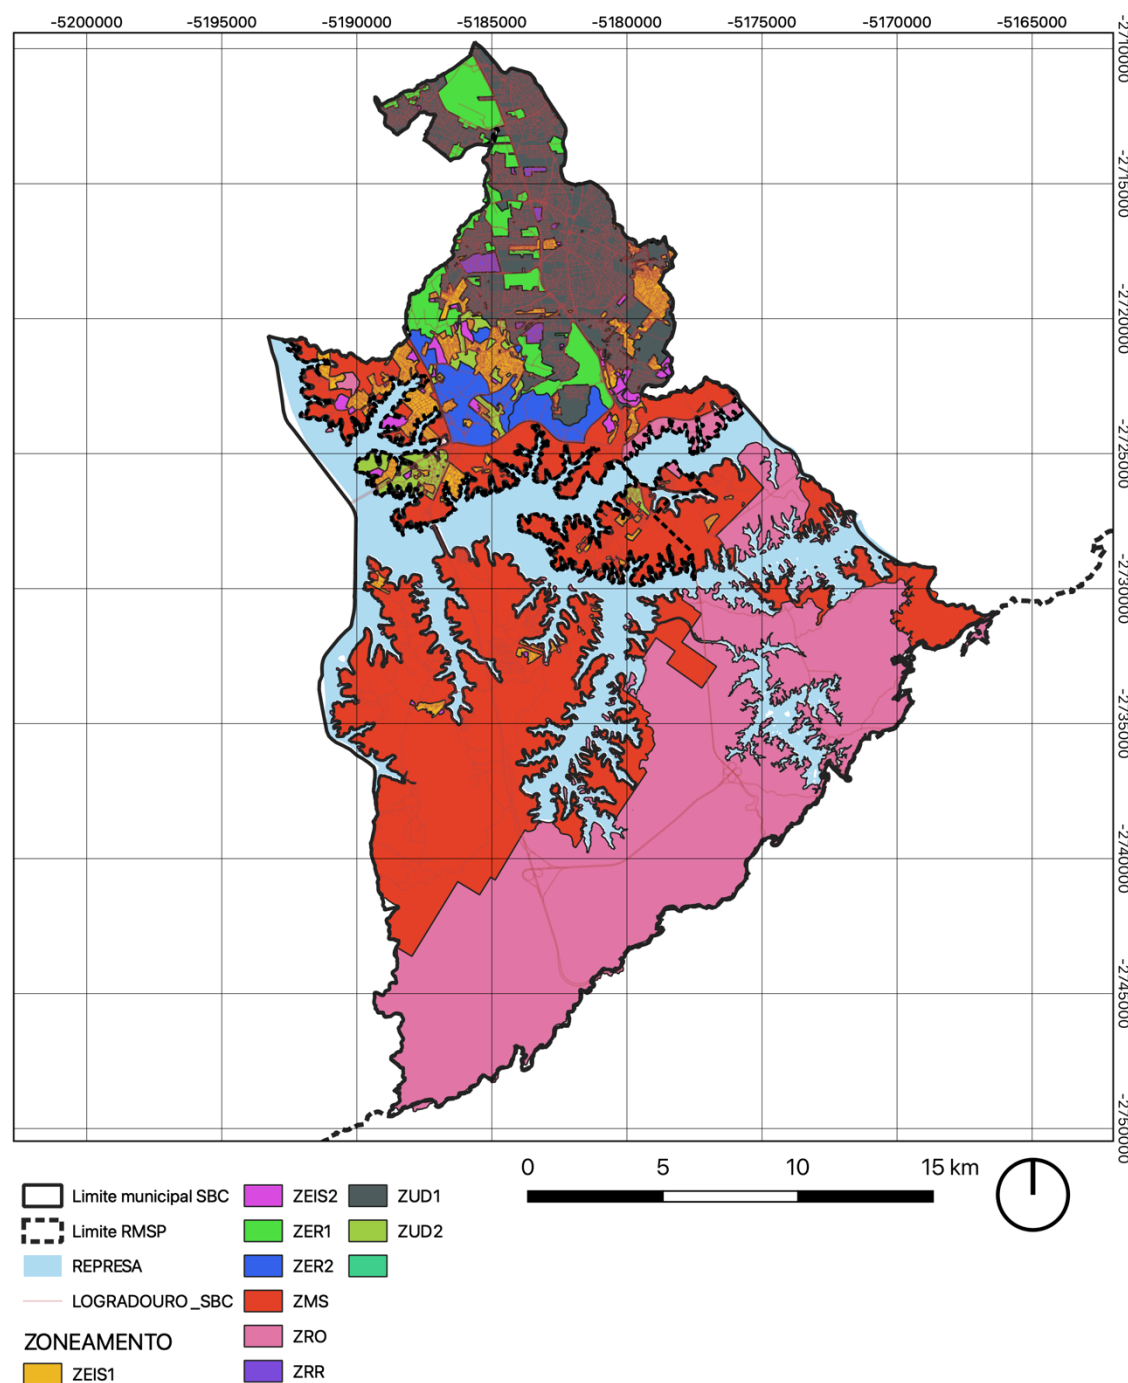 -5200000 -5195000 -5190000 -5185000 -5180000 -5175000 -5170000 -5165000
-2710000
-2715000
-2720000
-2725000
-2730000
-2735000
-2740000
-2745000
-2750000
0 5 10 15 km
Limite municipal SBC
Limite RMSP
REPRESA
LOGRADOURO_SBC
ZONEAMENTO
ZEIS1
ZEIS2
ZER1
ZER2
ZMS
ZRO
ZRR
ZUD1
ZUD2